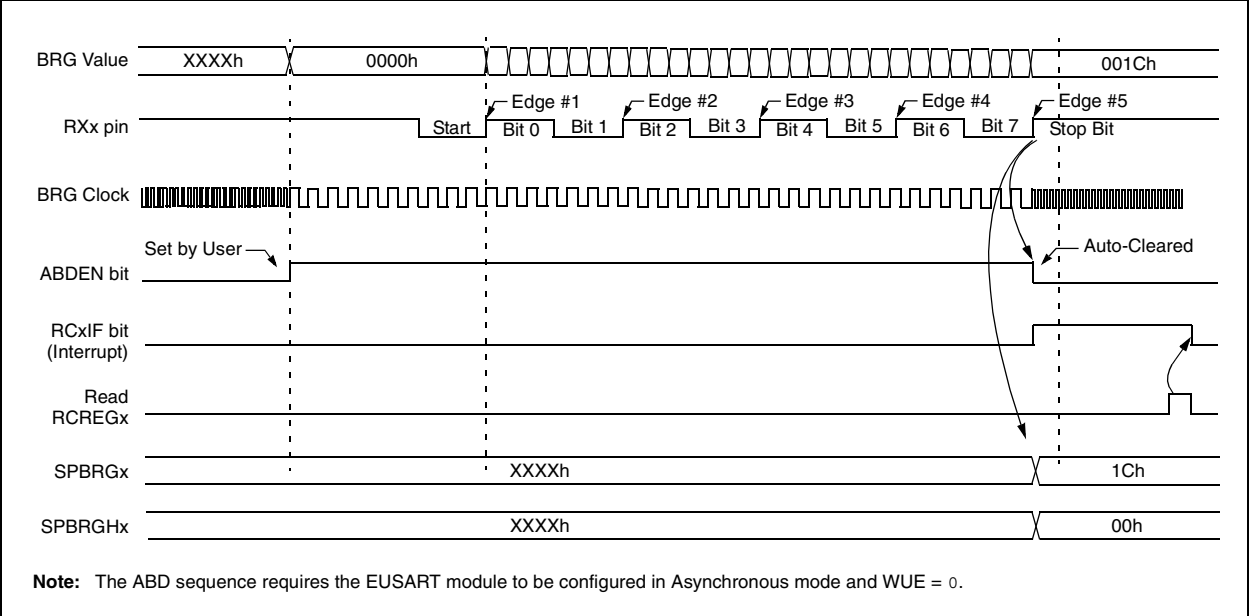 BRG Value
XXXXh
0000h
001Ch
Edge #1
Edge #2
Edge #3
Edge #4
Edge #5
RXx pin
Start
Bit 0
Bit 1
Bit 2
Bit 3
Bit 4
Bit 5
Bit 6
Bit 7
Stop Bit
BRG Clock
Set by User
Auto-Cleared
ABDEN bit
RCxIF bit
(Interrupt)
Read
RCREGx
SPBRGx
XXXXh
1Ch
SPBRGHx
XXXXh
00h
Note: The ABD sequence requires the EUSART module to be configured in Asynchronous mode and WUE = 0.